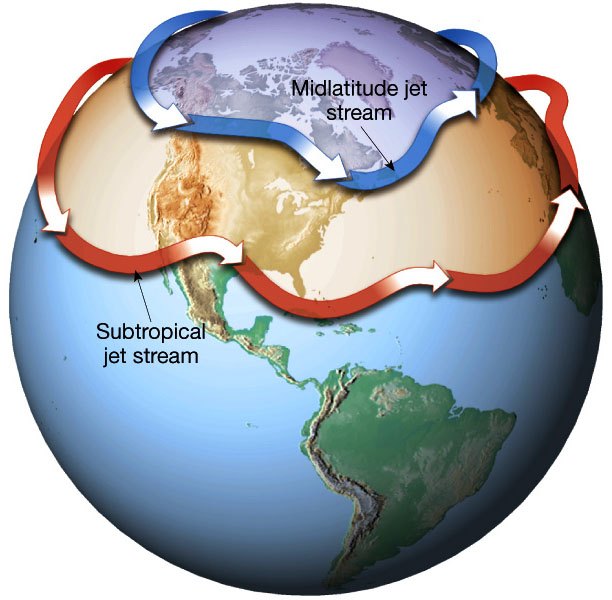 Midlatitude jet
stream
Subtropical
jet stream